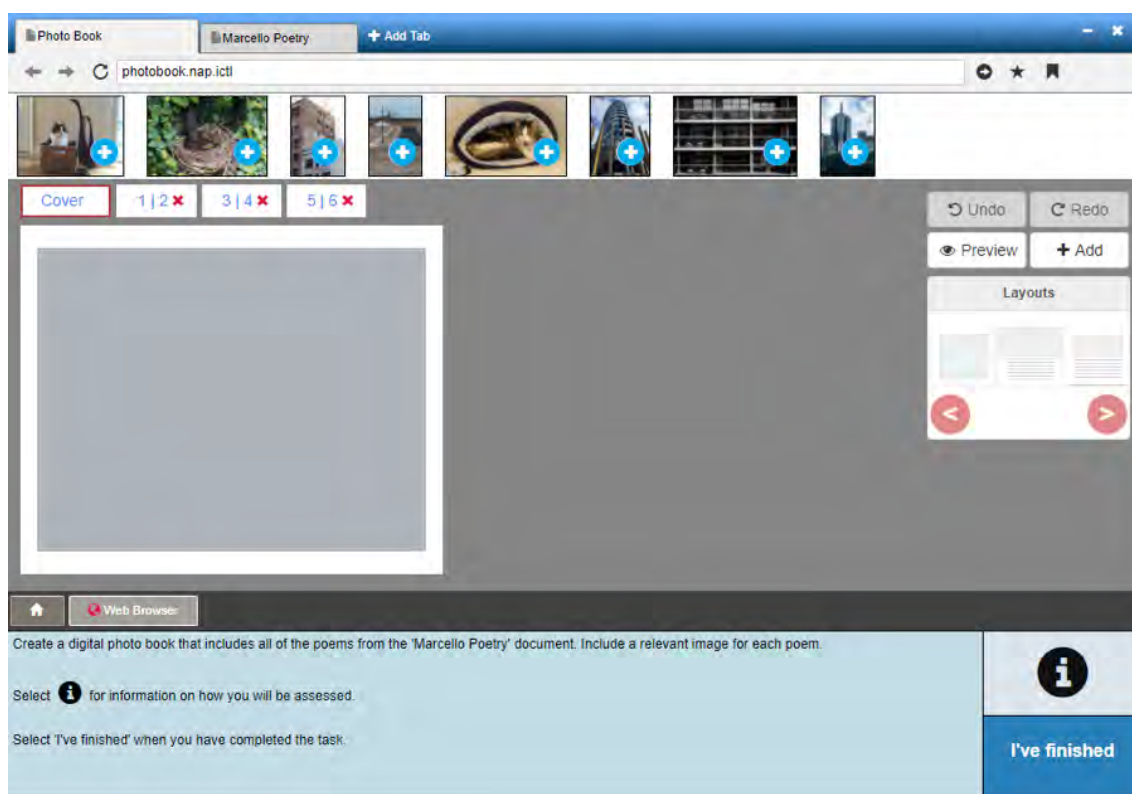 Photo Book
Marcello Poetry
Add Tab
photobook.nap.ictl
Cover
1 | 2
3 | 4
5 | 6
Undo
Redo
Preview
Add
Layouts
Web Browser
Create a digital photo book that includes all of the poems from the 'Marcello Poetry' document. Include a relevant image for each poem.
Select i for information on how you will be assessed.
Select 'I've finished' when you have completed the task.
I've finished